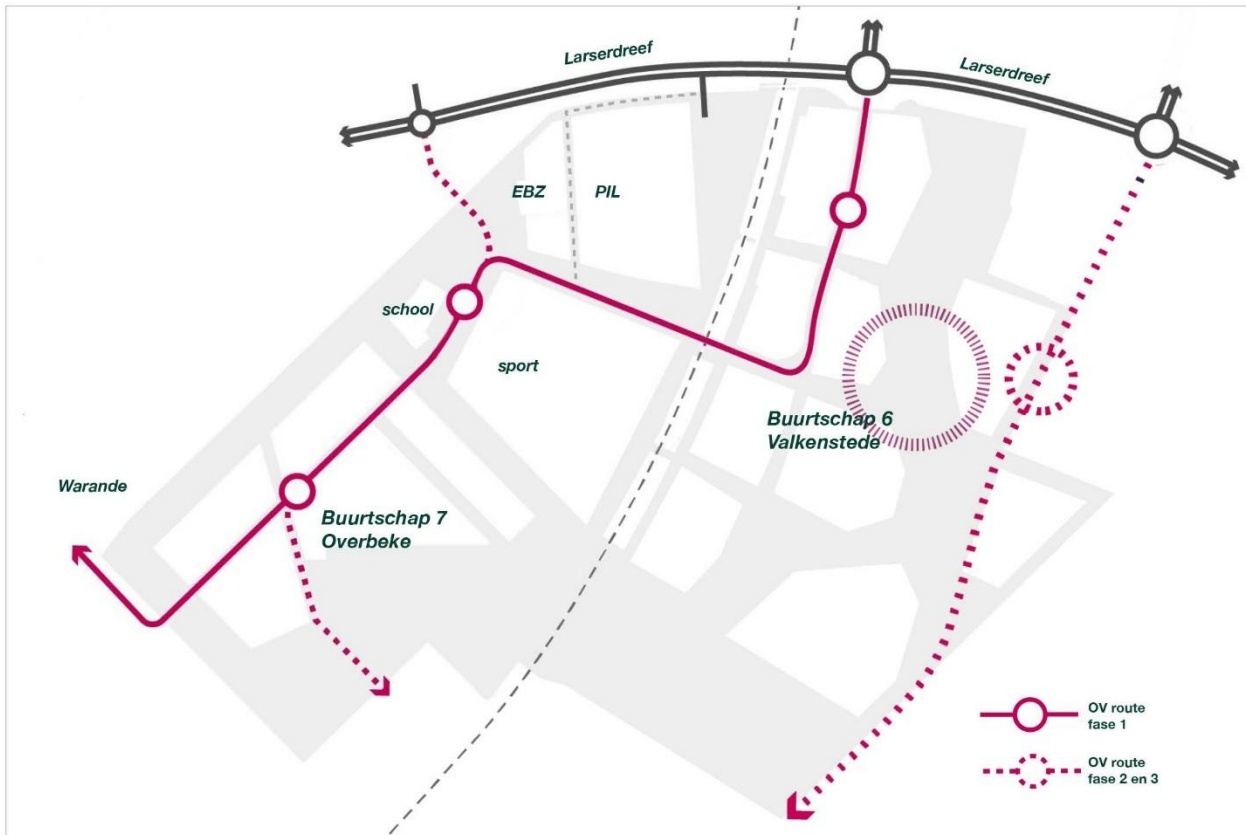 Larserdreef
Larserdreef
EBZ
PIL
school
sport
Buurtschap 6
Valkenstede
Warande
Buurtschap 7
Overbeke
OV route
fase 1
OV route
fase 2 en 3